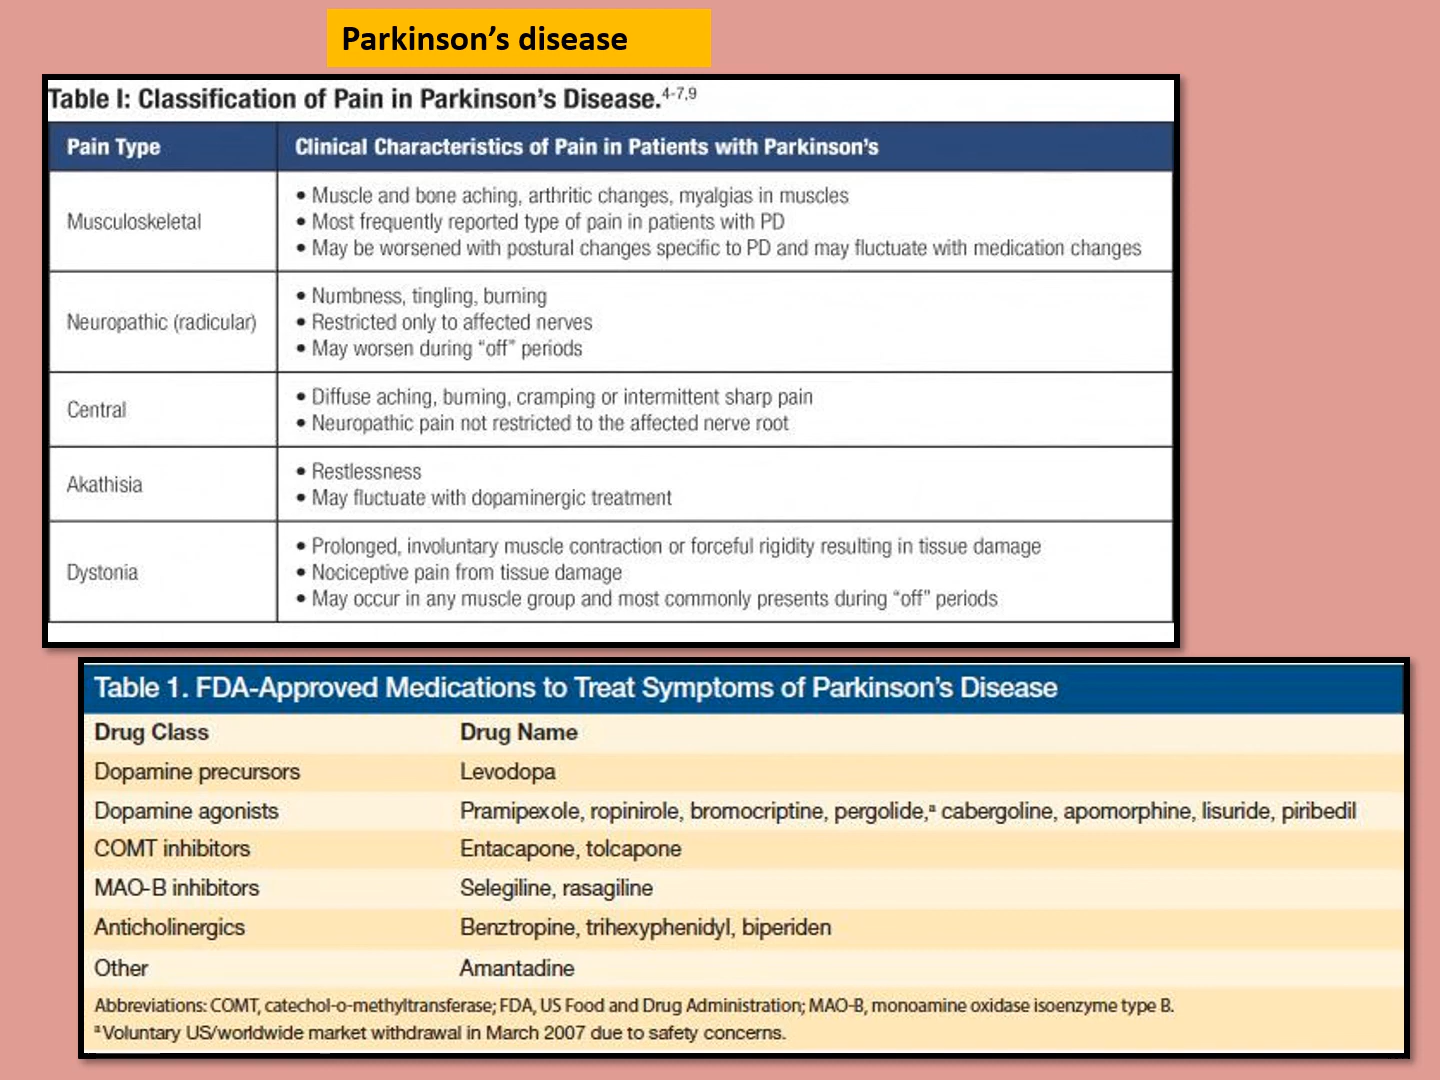 Parkinson’s disease
Table I: Classification of Pain in Parkinson’s Disease.4-7,9
Pain Type Clinical Characteristics of Pain in Patients with Parkinson’s
Musculoskeletal
• Muscle and bone aching, arthritic changes, myalgias in muscles
• Most frequently reported type of pain in patients with PD
• May be worsened with postural changes specific to PD and may fluctuate with medication changes
Neuropathic (radicular)
• Numbness, tingling, burning
• Restricted only to affected nerves
• May worsen during “off” periods
Central
• Diffuse aching, burning, cramping or intermittent sharp pain
• Neuropathic pain not restricted to the affected nerve root
Akathisia
• Restlessness
• May fluctuate with dopaminergic treatment
Dystonia
• Prolonged, involuntary muscle contraction or forceful rigidity resulting in tissue damage
• Nociceptive pain from tissue damage
• May occur in any muscle group and most commonly presents during “off” periods
Table 1. FDA-Approved Medications to Treat Symptoms of Parkinson’s Disease
Drug Class Drug Name
Dopamine precursors Levodopa
Dopamine agonists Pramipexole, ropinirole, bromocriptine, pergolide,a cabergoline, apomorphine, lisuride, piribedil
COMT inhibitors Entacapone, tolcapone
MAO-B inhibitors Selegiline, rasagiline
Anticholinergics Benztropine, trihexyphenidyl, biperiden
Other Amantadine
Abbreviations: COMT, catechol-o-methyltransferase; FDA, US Food and Drug Administration; MAO-B, monoamine oxidase isoenzyme type B.
a Voluntary US/worldwide market withdrawal in March 2007 due to safety concerns.